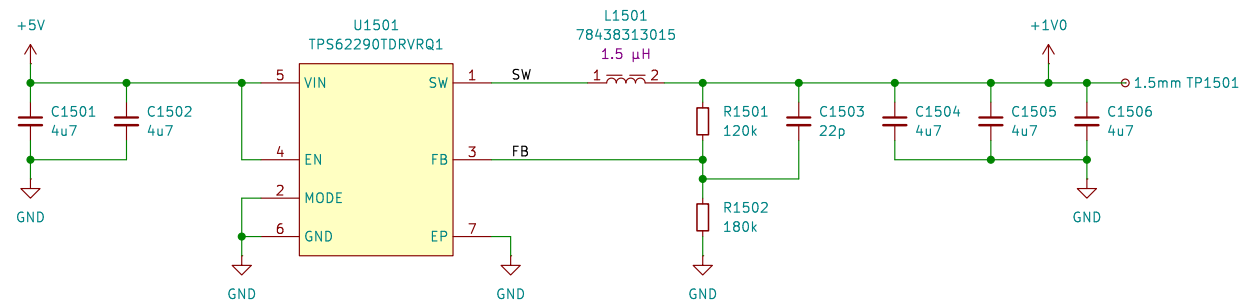 +5V
U1501
TPS62290TDRVRQ1
L1501
78438313015
1.5 µH
+1V0
5 VIN
SW 1
SW
1 2
1.5mm TP1501
C1501
4u7
C1502
4u7
R1501
120k
C1503
22p
C1504
4u7
C1505
4u7
C1506
4u7
4 EN
FB 3
FB
2 MODE
6 GND
EP 7
R1502
180k
GND
GND
GND
GND
GND